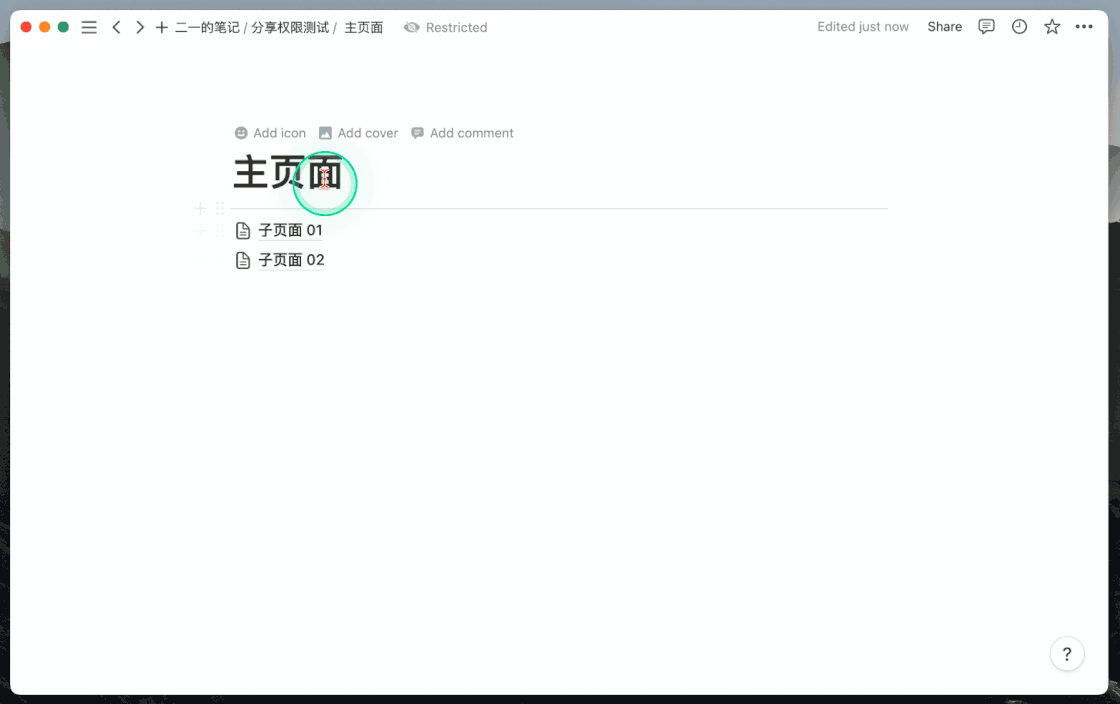 二一的笔记 / 分享权限测试 / 主页面 Restricted Edited just now Share
Add icon Add cover Add comment
主页面
子页面 01
子页面 02
?